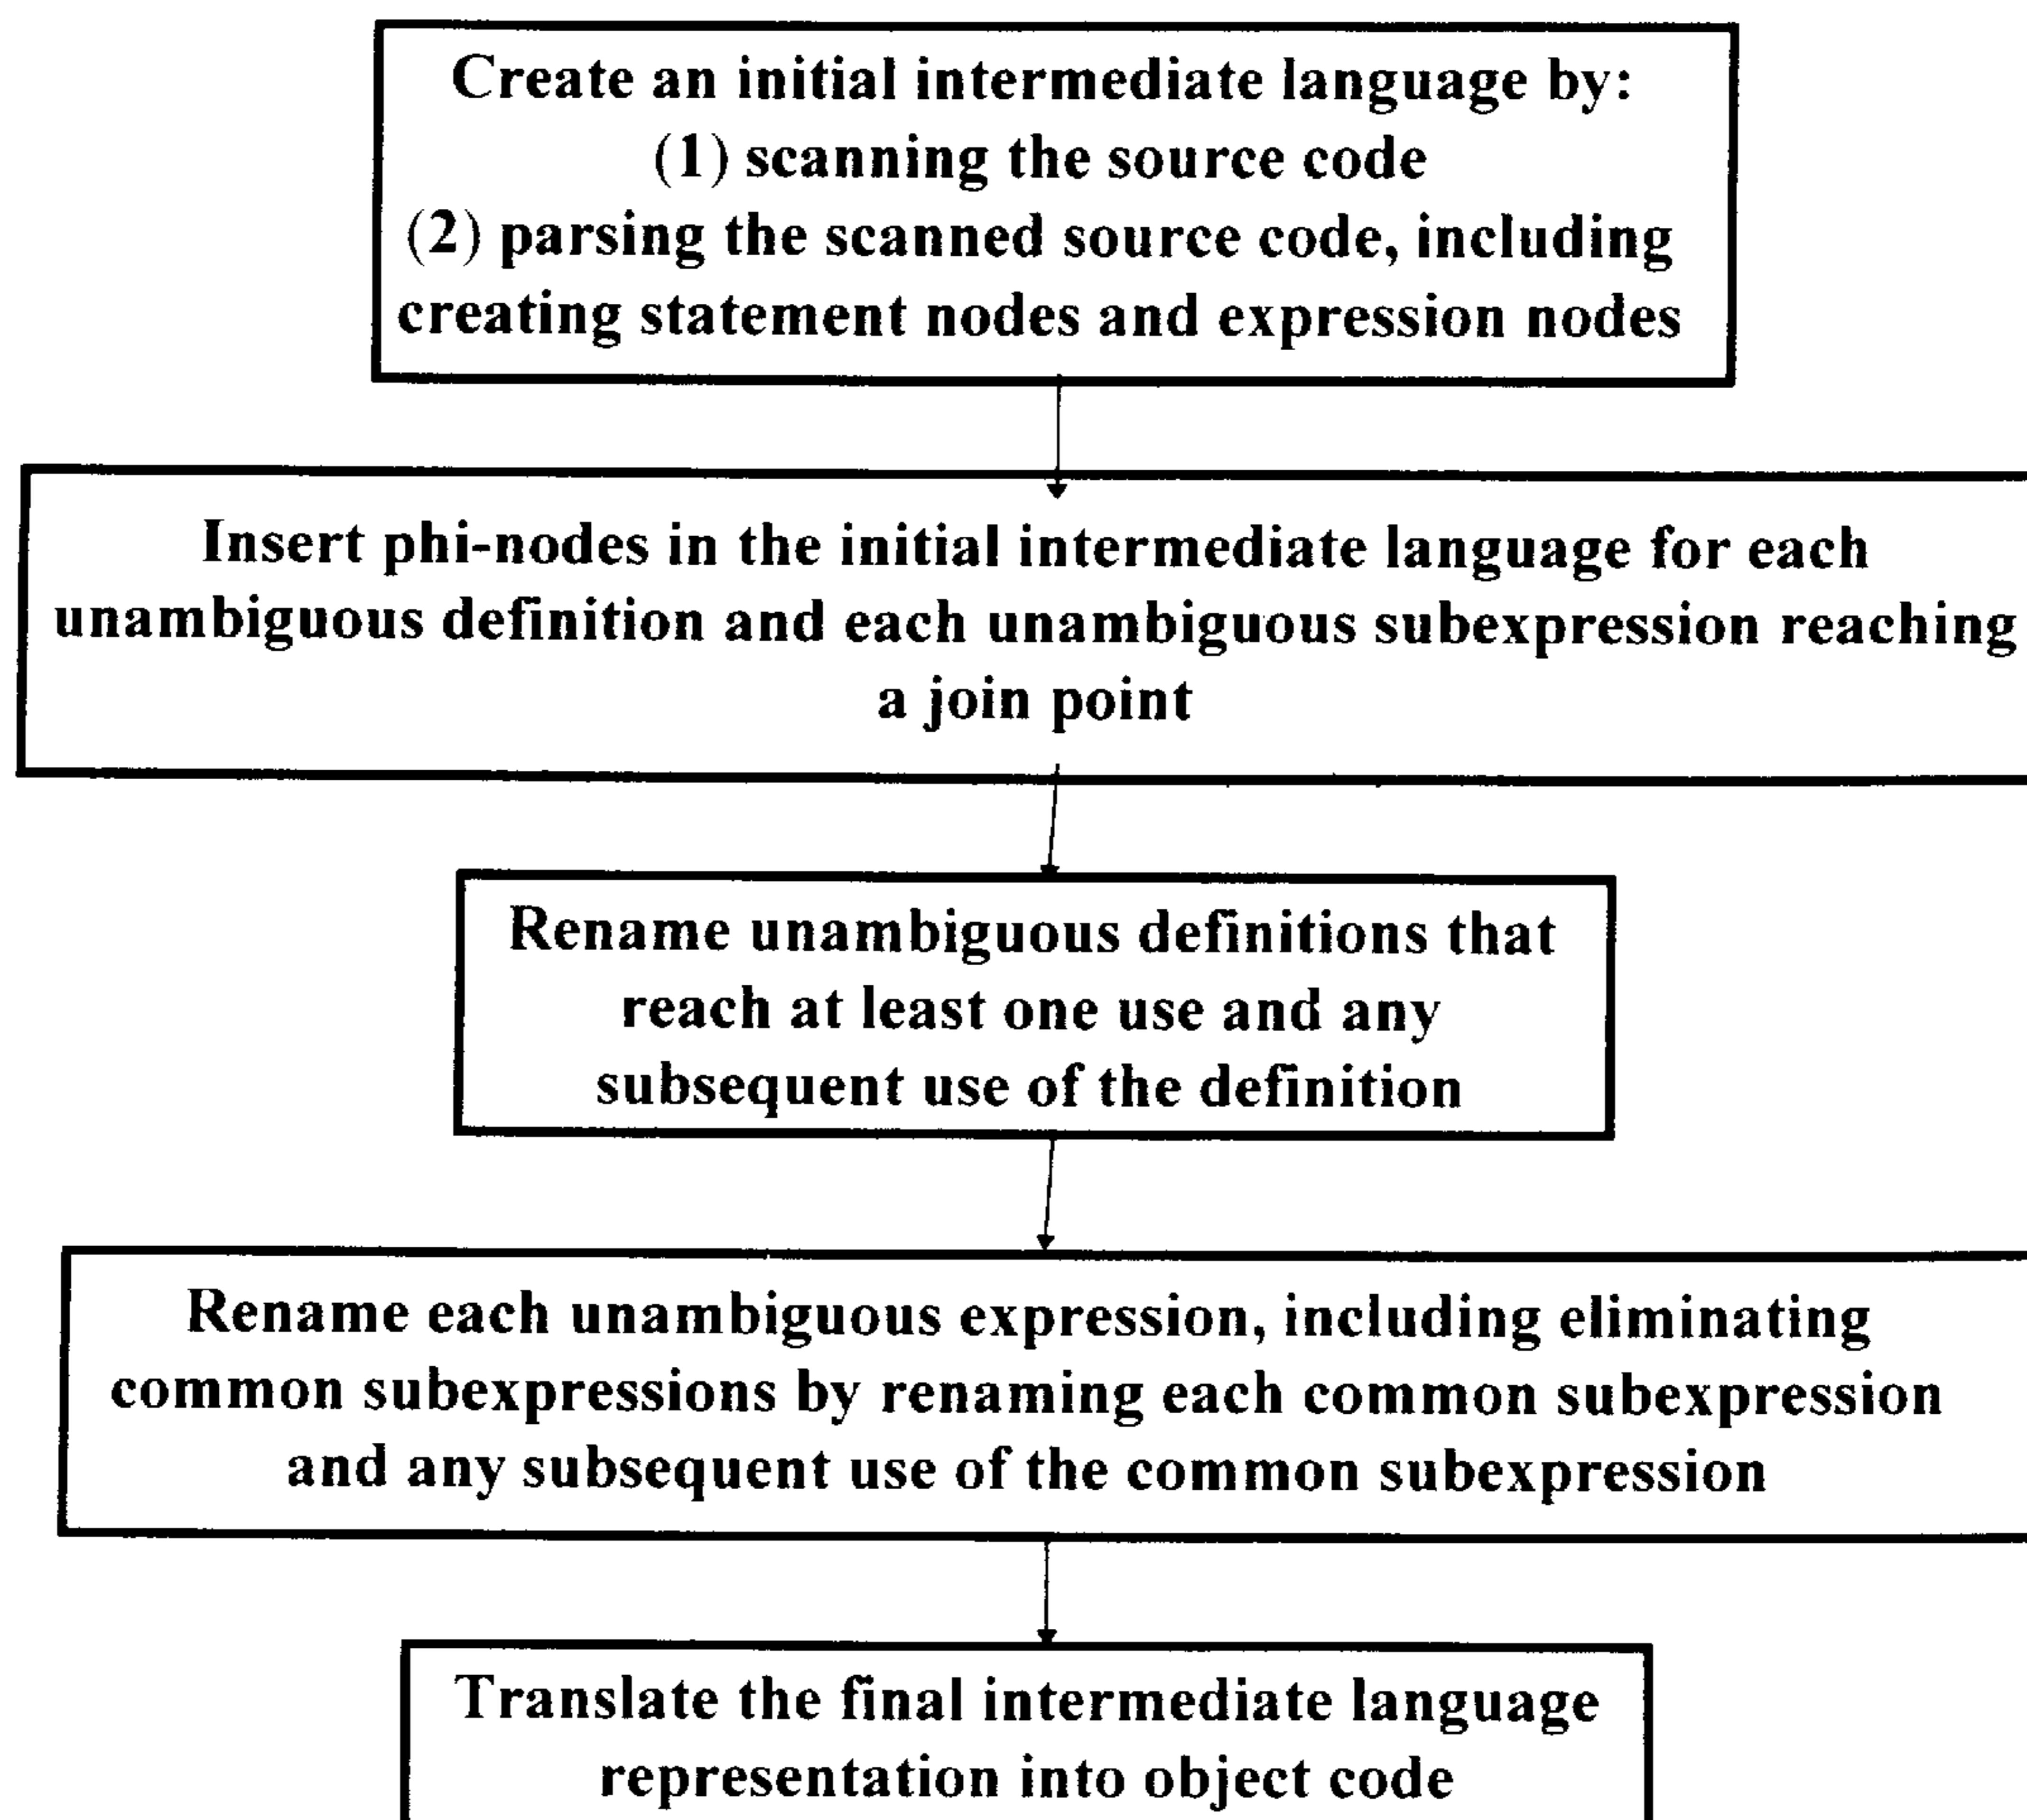 Create an initial intermediate language by:
(1) scanning the source code
(2) parsing the scanned source code, including
creating statement nodes and expression nodes
Insert phi-nodes in the initial intermediate language for each
unambiguous definition and each unambiguous subexpression reaching
a join point
Rename unambiguous definitions that
reach at least one use and any
subsequent use of the definition
Rename each unambiguous expression, including eliminating
common subexpressions by renaming each common subexpression
and any subsequent use of the common subexpression
Translate the final intermediate language
representation into object code